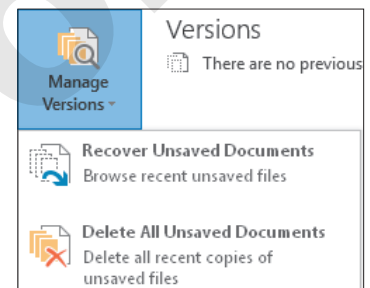 Versions
There are no previous
Manage
Versions
Recover Unsaved Documents
Browse recent unsaved files
Delete All Unsaved Documents
Delete all recent copies of
unsaved files